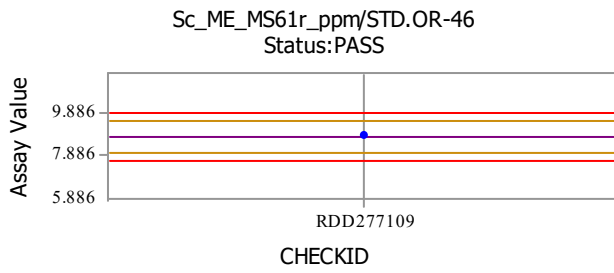 Sc_ME_MS61r_ppm/STD.OR-46
Status:PASS
Assay Value
9.886
7.886
5.886
RDD277109
CHECKID